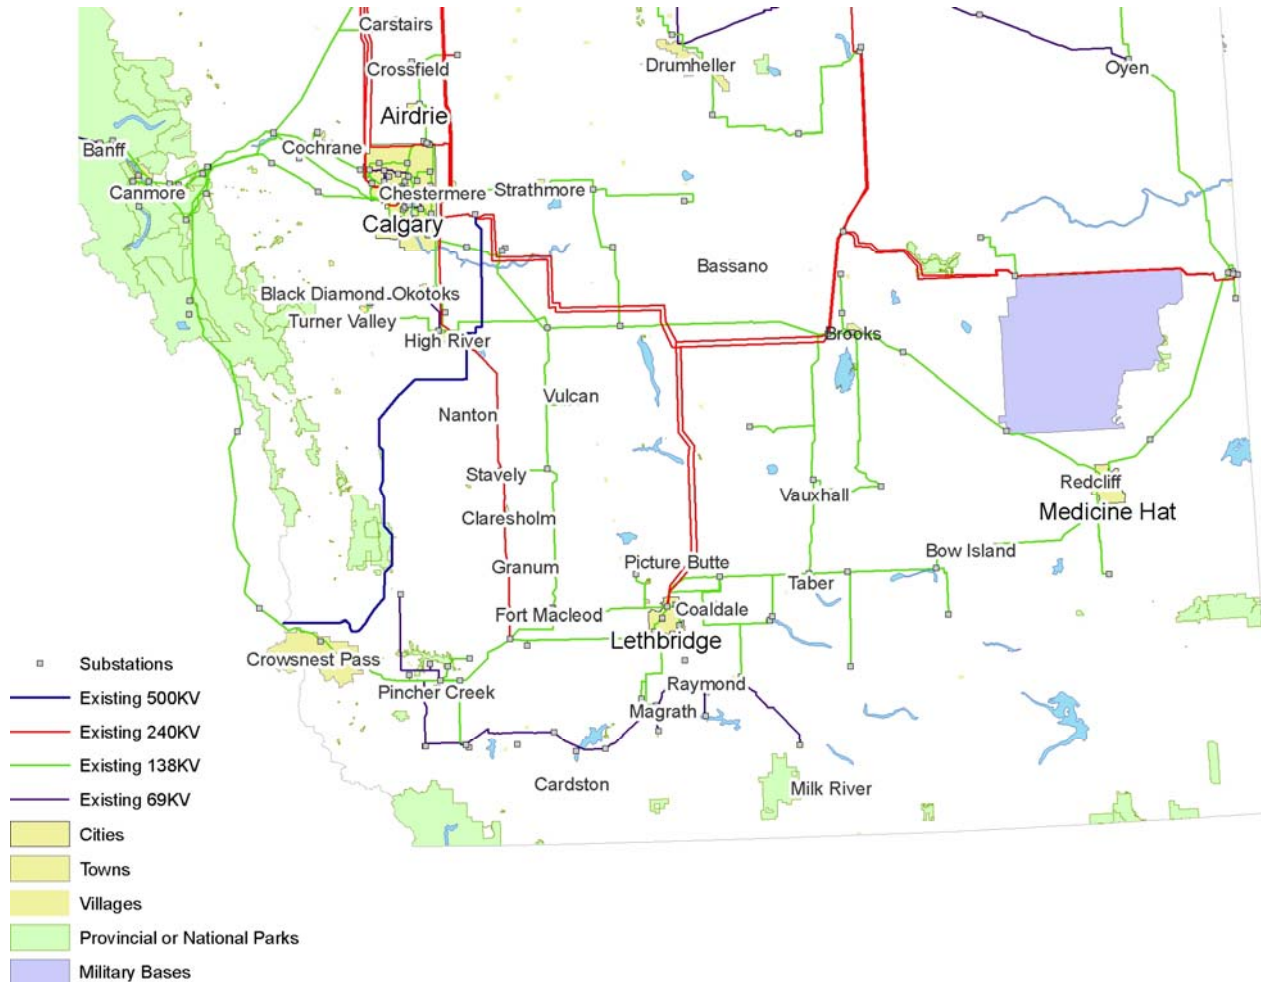 Carstairs
Crossfield
Drumheller
Oyen
Airdrie
Banff
Cochrane
Canmore
Chestermere
Strathmore
Calgary
Bassano
Black Diamond
Okotoks
Turner Valley
High River
Brooks
Nanton
Vulcan
Stavely
Vauxhall
Redcliff
Medicine Hat
Claresholm
Granum
Picture Butte
Bow Island
Taber
Fort Macleod
Coaldale
Lethbridge
Crowsnest Pass
Pincher Creek
Raymond
Magrath
Cardston
Milk River
Substations
Existing 500KV
Existing 240KV
Existing 138KV
Existing 69KV
Cities
Towns
Villages
Provincial or National Parks
Military Bases